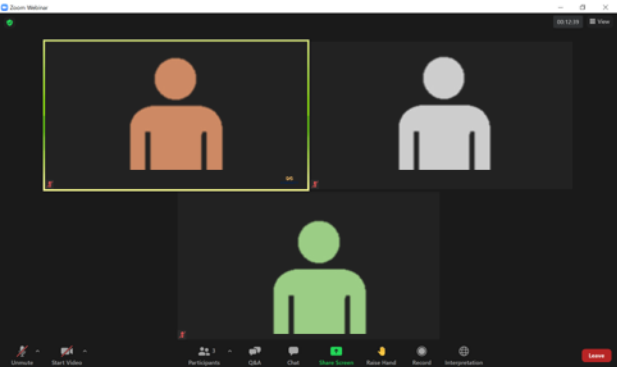 Zoom Webinar
00:12:39 View
Unmute Start Video Participants 3 Q&A Chat Share Screen Raise Hand Record Interpretation Leave